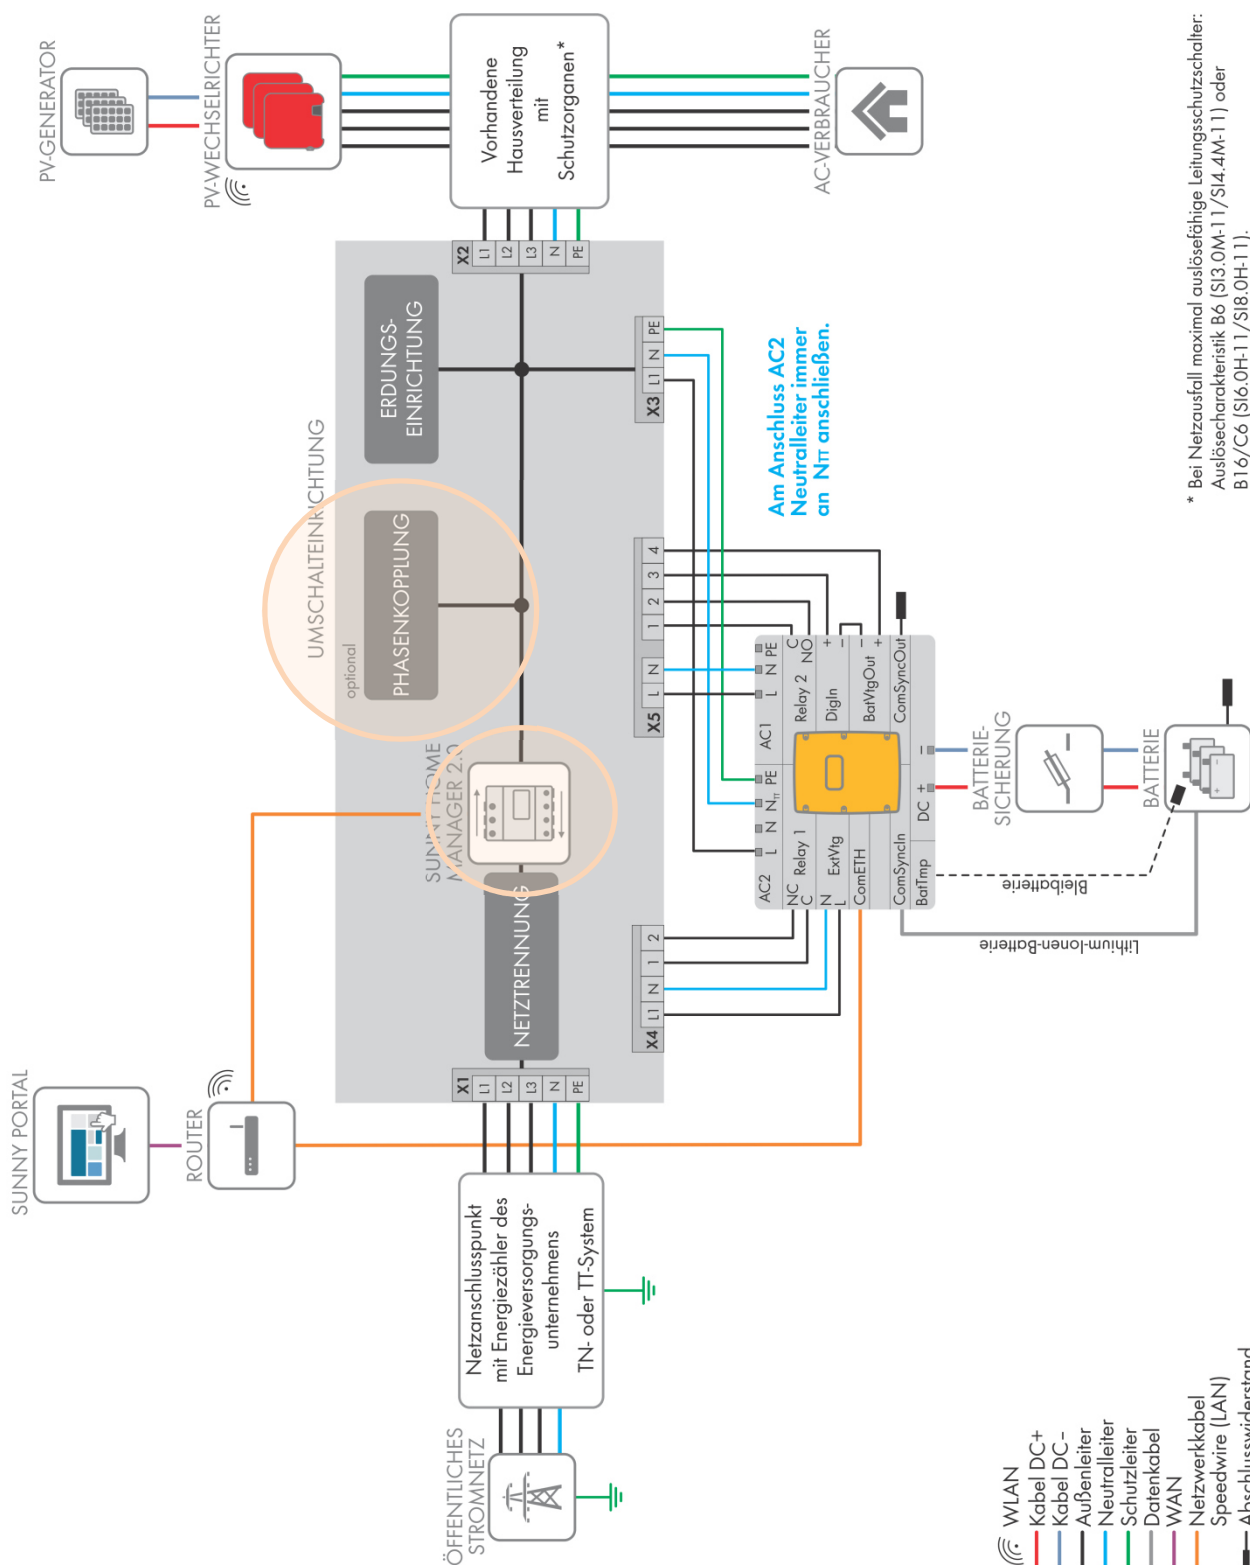 SUNNY PORTAL
ROUTER
PV-GENERATOR
PV-WECHSELRICHTER
ÖFFENTLICHES
STROMNETZ
Netzanschlusspunkt
mit Energiezähler des
Energieversorgungs-
unternehmens
TN- oder TT-System
UMSCHALTEINRICHTUNG
X1
L1
L2
L3
N
PE
NETZTRENNUNG
SUNNY HOME
MANAGER 2.0
optional
PHASENKOPPLUNG
ERDUNGS-
EINRICHTUNG
X2
L1
L2
L3
N
PE
Vorhandene
Hausverteilung
mit
Schutzorganen*
AC-VERBRAUCHER
X4
L1
N
1
2
X5
L
N
1
2
3
4
X3
L1
N
PE
Am Anschluss AC2
Neutralleiter immer
an NTT anschließen.
AC2
L
N
NTT
PE
AC1
L
N
PE
NC
C
Relay 1
Relay 2
C
NO
N
L
ExtVtg
DigIn
+
−
ComETH
BatVtgOut
−
+
ComSyncIn
ComSyncOut
BatTmp
DC
+
−
Bleibatterie
Lithium-Ionen-Batterie
BATTERIE-
SICHERUNG
BATTERIE
WLAN
Kabel DC+
Kabel DC−
Außenleiter
Neutralleiter
Schutzleiter
Datenkabel
WAN
Netzwerkkabel
Speedwire (LAN)
Abschlusswiderstand
* Bei Netzausfall maximal auslösefähige Leitungsschutzschalter:
Auslösecharakteristik B6 (SI3.0M-11/SI4.4M-11) oder
B16/C6 (SI6.0H-11/SI8.0H-11).